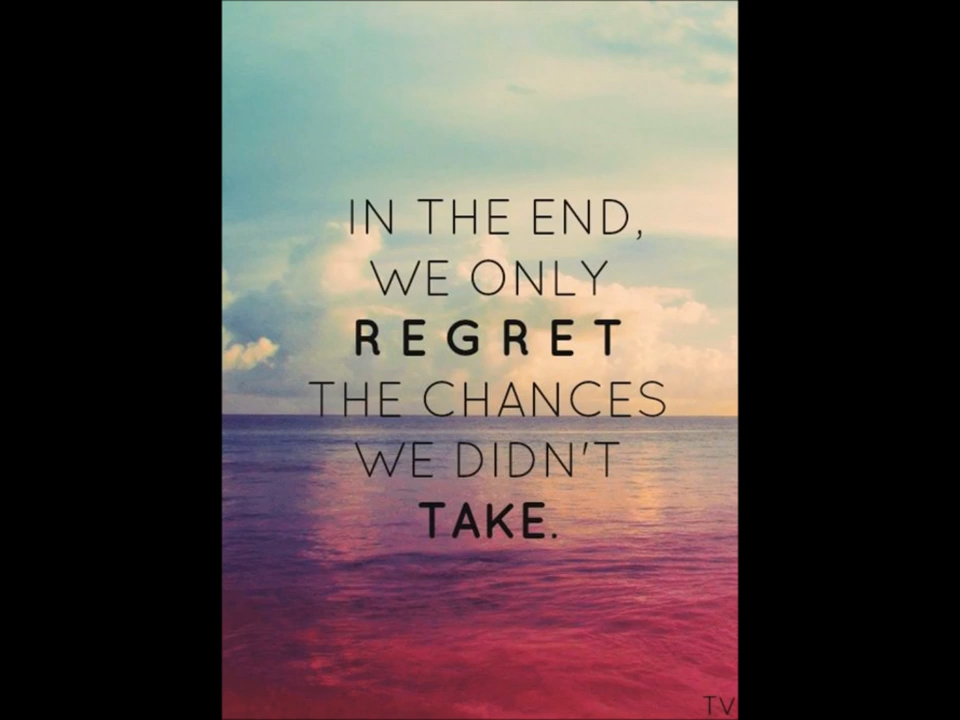 IN THE END,
WE ONLY
REGRET
THE CHANCES
WE DIDN'T
TAKE.
TV